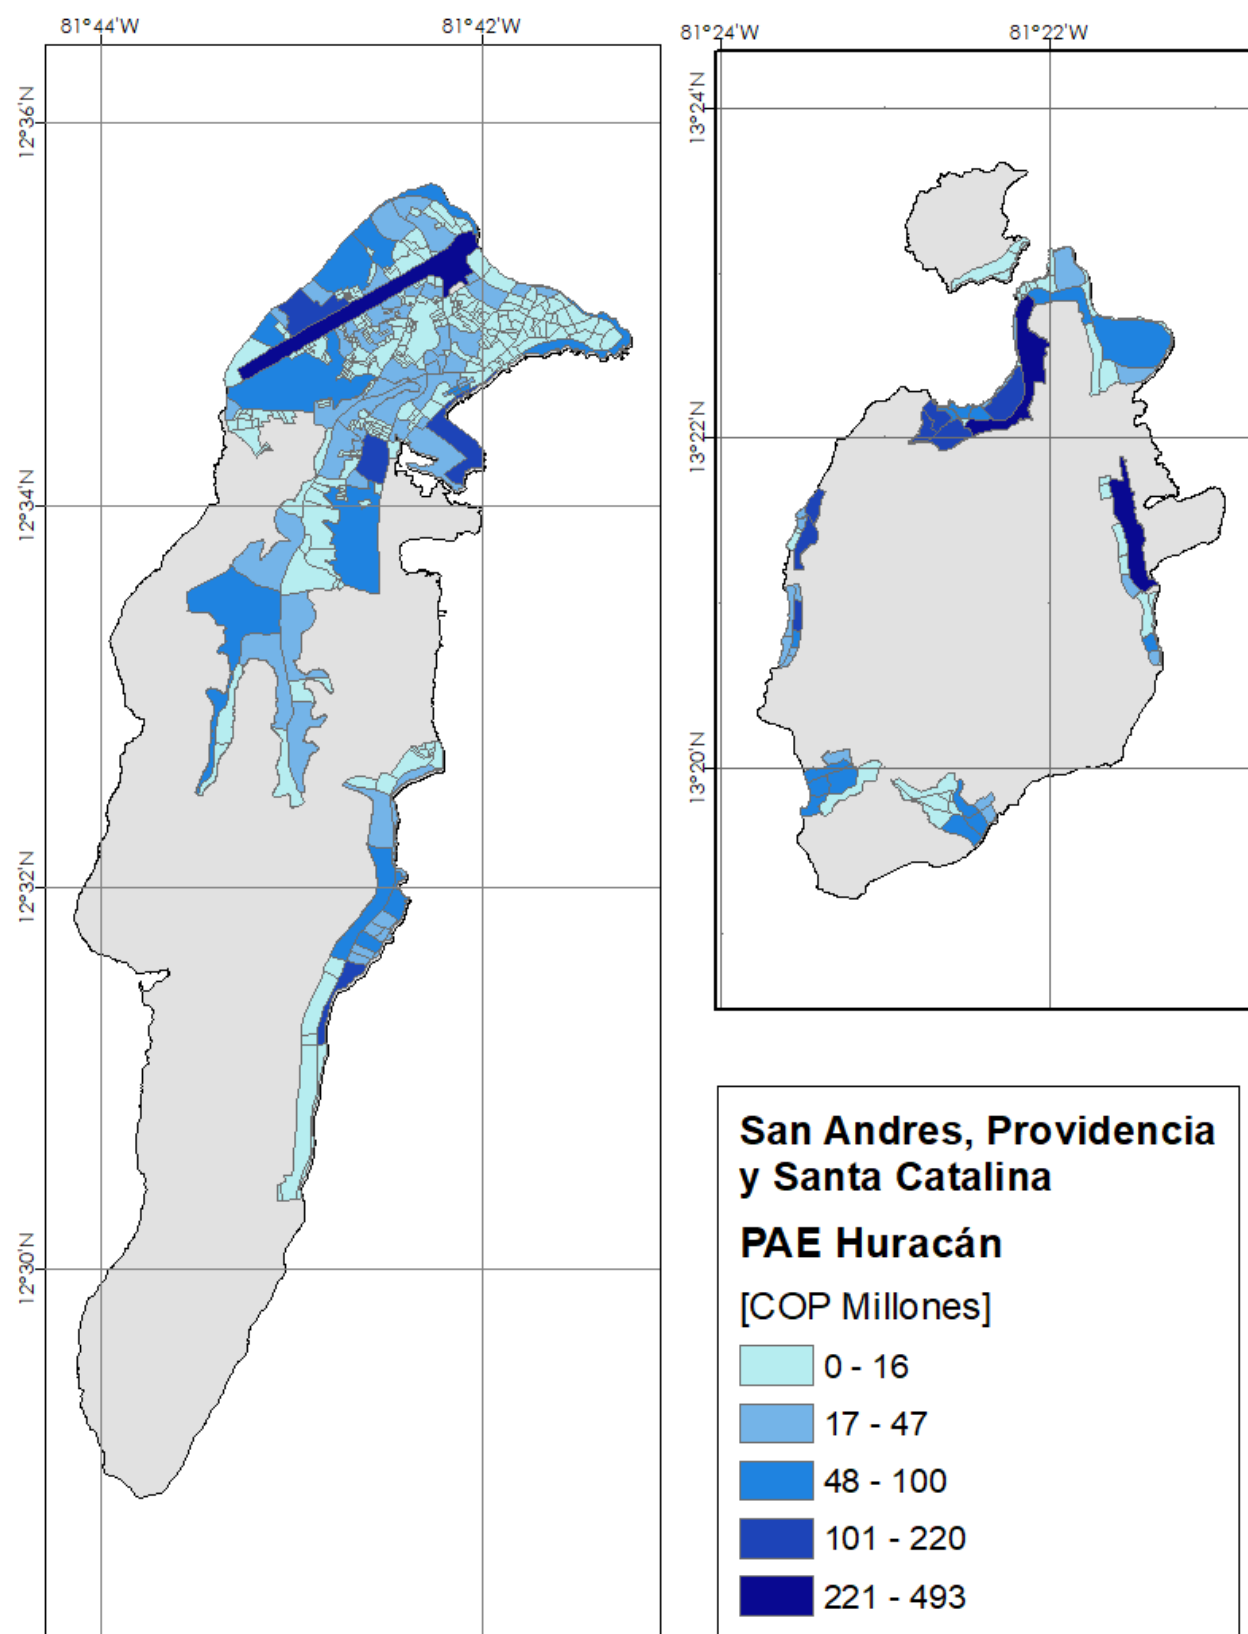 81°44'W
81°42'W
12°36'N
12°34'N
12°32'N
12°30'N
81°24'W
81°22'W
13°24'N
13°22'N
13°20'N
San Andres, Providencia
y Santa Catalina
PAE Huracán
[COP Millones]
0 - 16
17 - 47
48 - 100
101 - 220
221 - 493